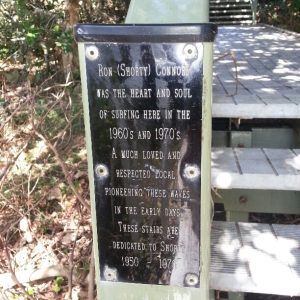 Ron (Shorty) Connor
was the heart and soul
of surfing here in the
1960's and 1970's.
A much loved and
respected local
pioneering these waves
in the early days.
These stairs are
dedicated to Shorty
1950 - 197